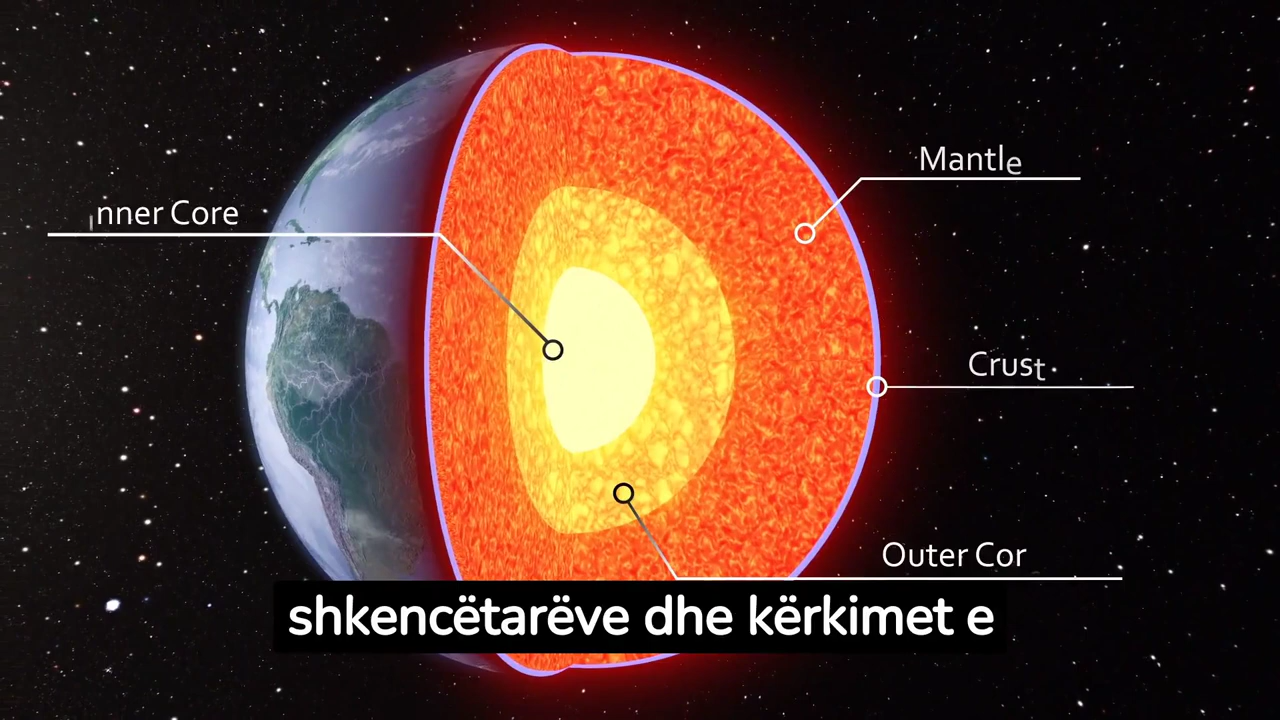 Mantle
nner Core
Crust
Outer Cor
shkencëtarëve dhe kërkimet e